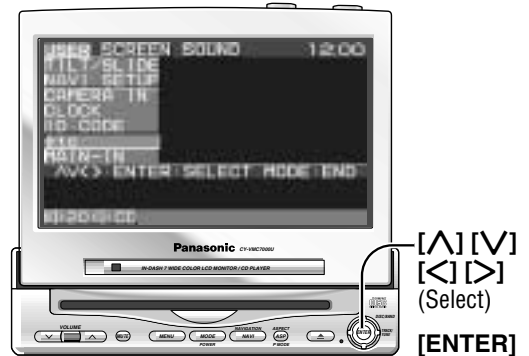 USER SCREEN SOUND 12:00
TILT/SLIDE
NAVI SETUP
CAMERA IN
CLOCK
ID CODE
MAIN-IN
ΛV<> ENTER:SELECT MODE:END
Panasonic CY-VMC7000U
IN-DASH 7 WIDE COLOR LCD MONITOR / CD PLAYER
VOLUME
MUTE
MENU
MODE
POWER
NAVIGATION
NAVI
ASPECT
ASP
P·MODE
ENTER
[Λ] [V]
[<] [>]
(Select)
[ENTER]